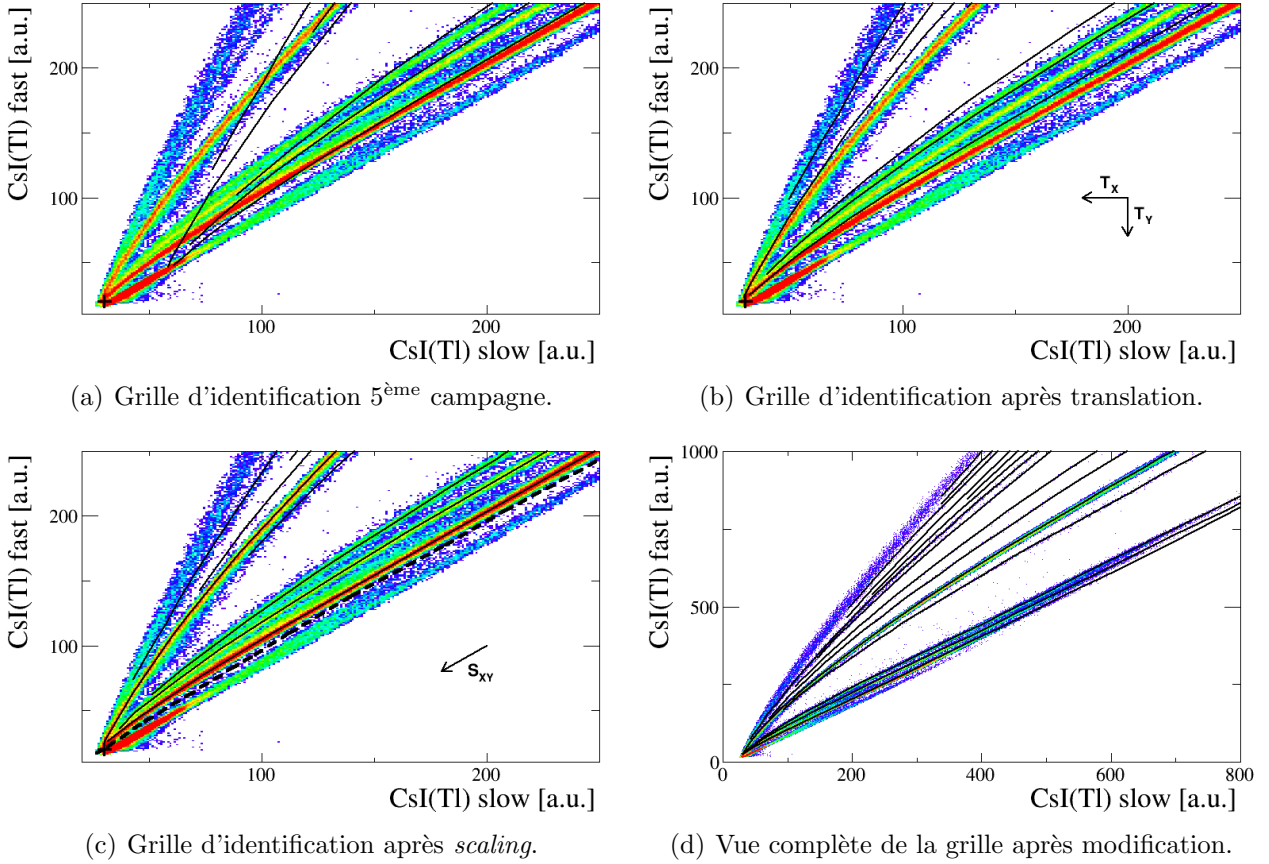 CsI(Tl) fast [a.u.]
200
100
100
200
CsI(Tl) slow [a.u.]
(a) Grille d'identification 5ème campagne.
CsI(Tl) fast [a.u.]
200
100
TX
TY
100
200
CsI(Tl) slow [a.u.]
(b) Grille d'identification après translation.
CsI(Tl) fast [a.u.]
200
100
SXY
100
200
CsI(Tl) slow [a.u.]
(c) Grille d'identification après scaling.
CsI(Tl) fast [a.u.]
1000
500
0
0
200
400
600
800
CsI(Tl) slow [a.u.]
(d) Vue complète de la grille après modification.